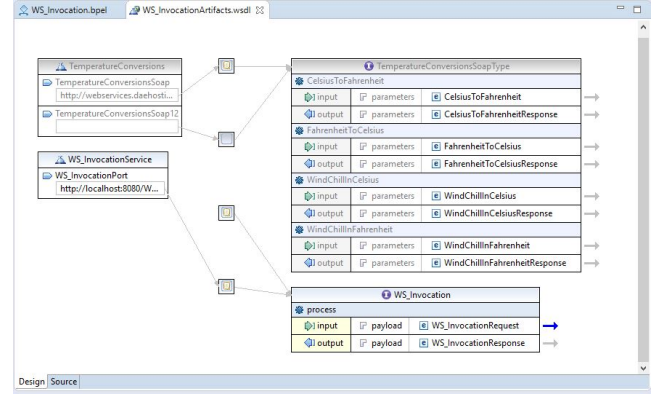 WS_Invocation.bpel
WS_InvocationArtifacts.wsdl
TemperatureConversions
TemperatureConversionsSoap
http://webservices.daehosti...
TemperatureConversionsSoap12
WS_InvocationService
WS_InvocationPort
http://localhost:8080/W...
TemperatureConversionsSoapType
CelsiusToFahrenheit
input parameters CelsiusToFahrenheit
output parameters CelsiusToFahrenheitResponse
FahrenheitToCelsius
input parameters FahrenheitToCelsius
output parameters FahrenheitToCelsiusResponse
WindChillInCelsius
input parameters WindChillInCelsius
output parameters WindChillInCelsiusResponse
WindChillInFahrenheit
input parameters WindChillInFahrenheit
output parameters WindChillInFahrenheitResponse
WS_Invocation
process
input payload WS_InvocationRequest
output payload WS_InvocationResponse
Design Source